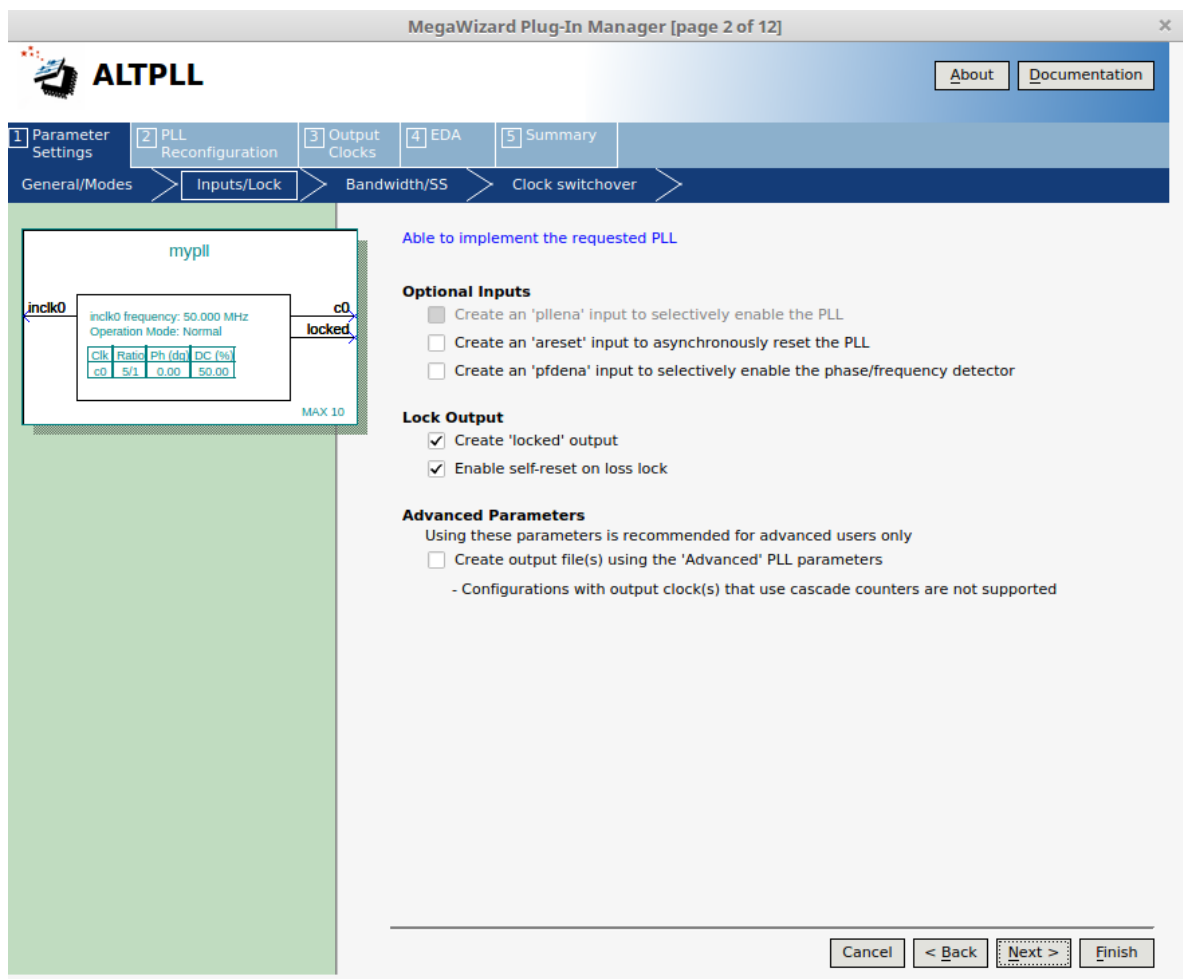 MegaWizard Plug-In Manager [page 2 of 12]
ALTPLL
About
Documentation
1 Parameter Settings
2 PLL Reconfiguration
3 Output Clocks
4 EDA
5 Summary
General/Modes
Inputs/Lock
Bandwidth/SS
Clock switchover
mypll
inclk0
c0
locked
inclk0 frequency: 50.000 MHz
Operation Mode: Normal
Clk Ratio Ph (dg) DC (%)
c0 5/1 0.00 50.00
MAX 10
Able to implement the requested PLL
Optional Inputs
Create an 'pllena' input to selectively enable the PLL
Create an 'areset' input to asynchronously reset the PLL
Create an 'pfdena' input to selectively enable the phase/frequency detector
Lock Output
Create 'locked' output
Enable self-reset on loss lock
Advanced Parameters
Using these parameters is recommended for advanced users only
Create output file(s) using the 'Advanced' PLL parameters
- Configurations with output clock(s) that use cascade counters are not supported
Cancel
< Back
Next >
Finish